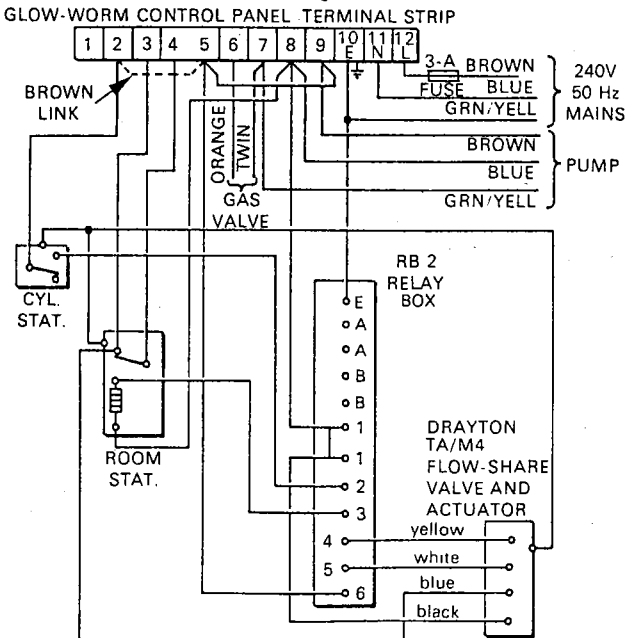 GLOW-WORM CONTROL PANEL TERMINAL STRIP
1 2 3 4 5 6 7 8 9 10 11 12
E N L
3-A BROWN
FUSE BLUE
GRN/YELL
240V
50 Hz
MAINS
BROWN
LINK
BROWN
BLUE
GRN/YELL
PUMP
ORANGE
TWIN
GAS
VALVE
CYL.
STAT.
RB 2
RELAY
BOX
E
A
A
B
B
1
1
2
3
4
5
6
ROOM
STAT.
DRAYTON
TA/M4
FLOW-SHARE
VALVE AND
ACTUATOR
yellow
white
blue
black